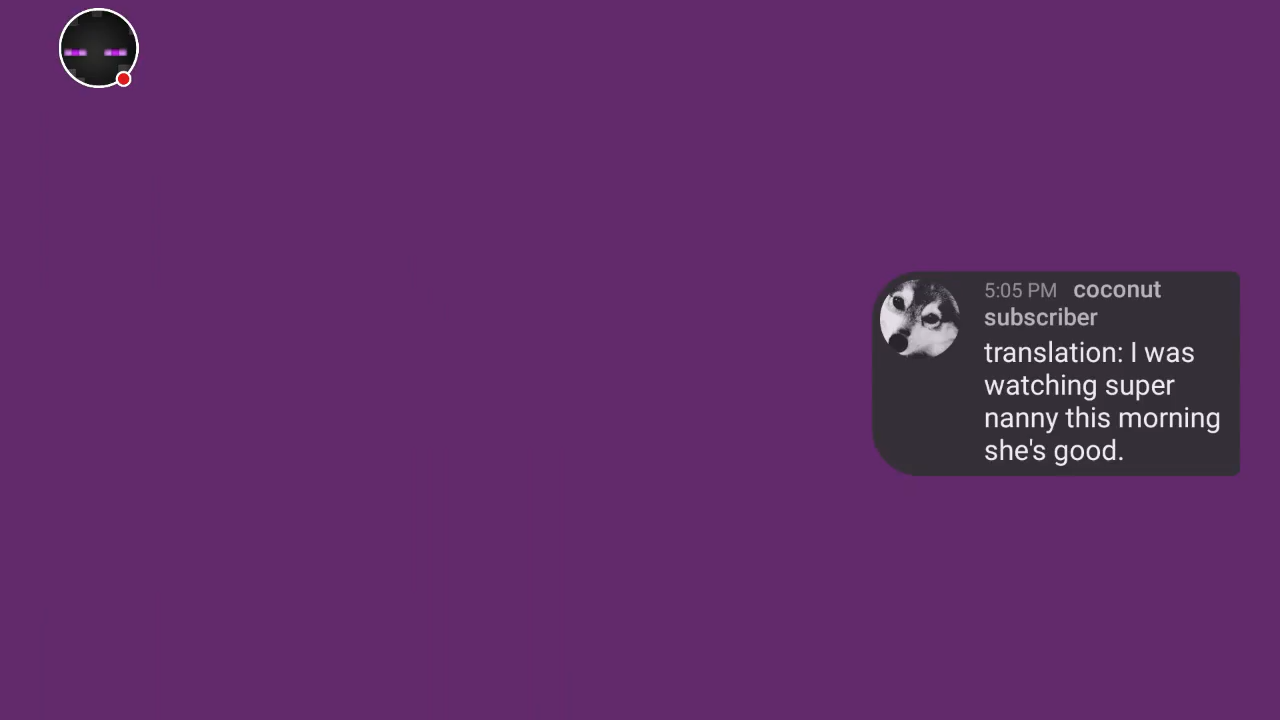 5:05 PM coconut
subscriber
translation: I was
watching super
nanny this morning
she's good.